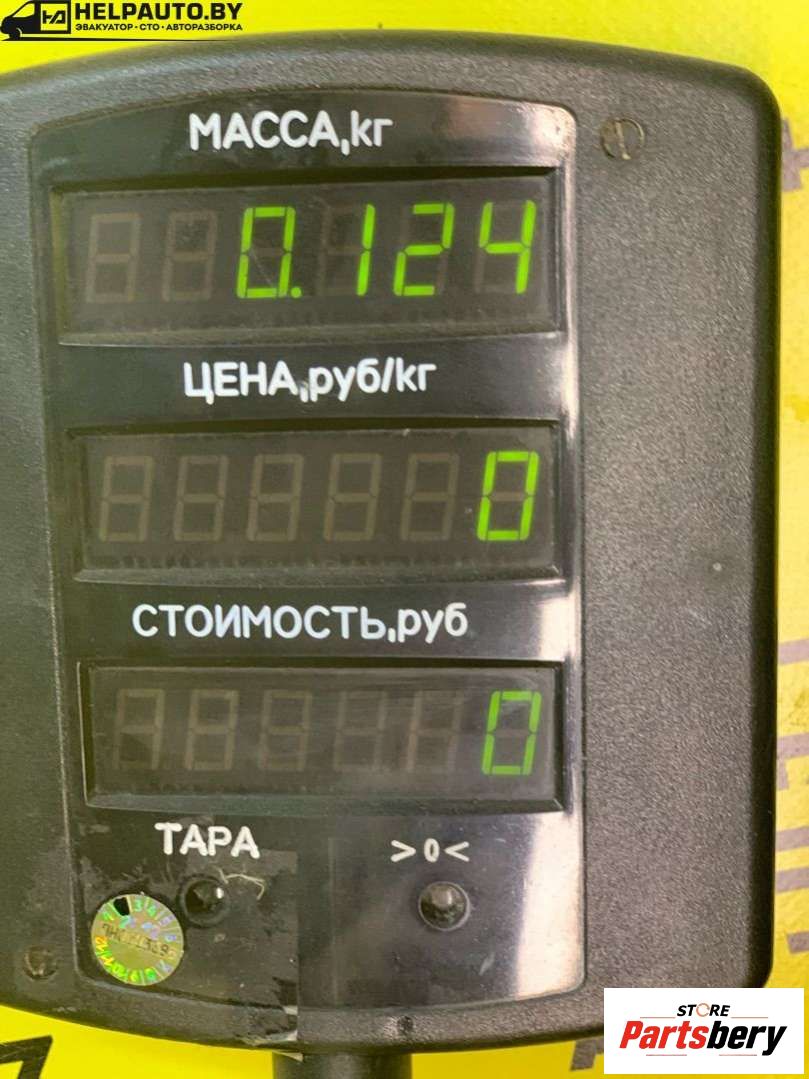 HELPAUTO.BY
ЭВАКУАТОР·СТО·АВТОРАЗБОРКА
МАССА,кг
0.124
ЦЕНА,руб/кг
0
СТОИМОСТЬ,руб
0
ТАРА >0<
STORE
Partsbery